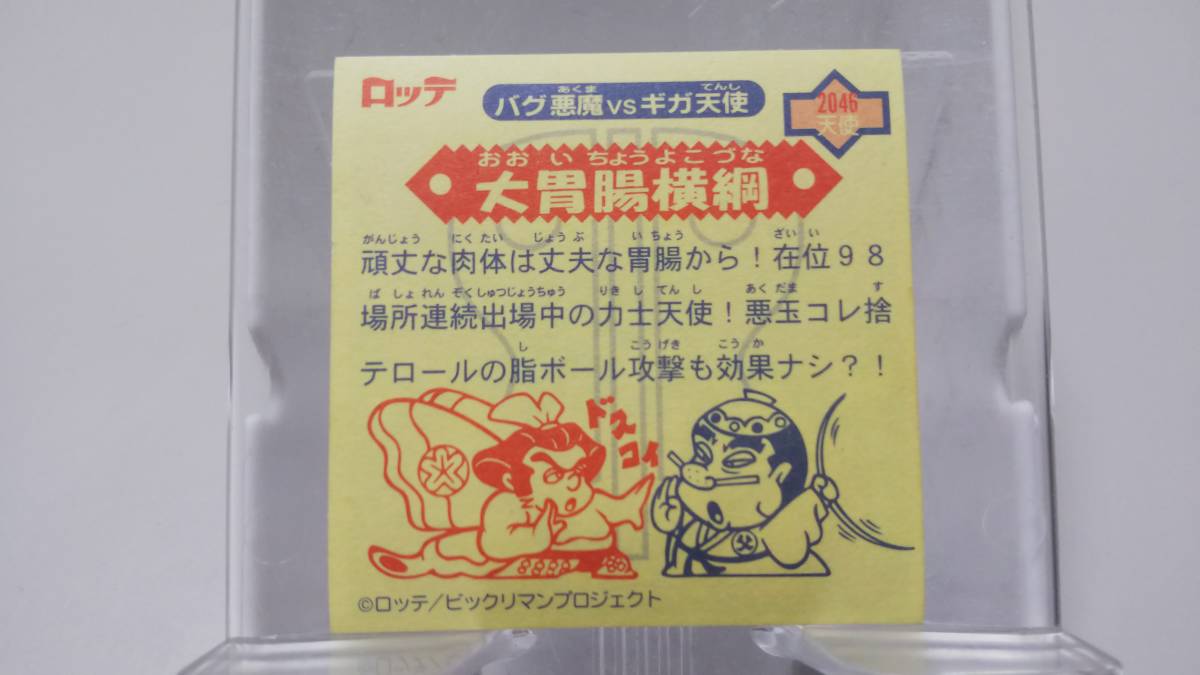 ロッテ
あくま てんし
バグ悪魔vsギガ天使
2046
天使
おおいちょうよこづな
大胃腸横綱
がんじょう にくたい じょうぶ いちょう ざいい
頑丈な肉体は丈夫な胃腸から！在位９８
ばしょれんぞくしゅつじょうちゅう りきしてんし あくだま す
場所連続出場中の力士天使！悪玉コレ捨
し こうげき こうか
テロールの脂ボール攻撃も効果ナシ？！
ドスコイ
©ロッテ/ビックリマンプロジェクト